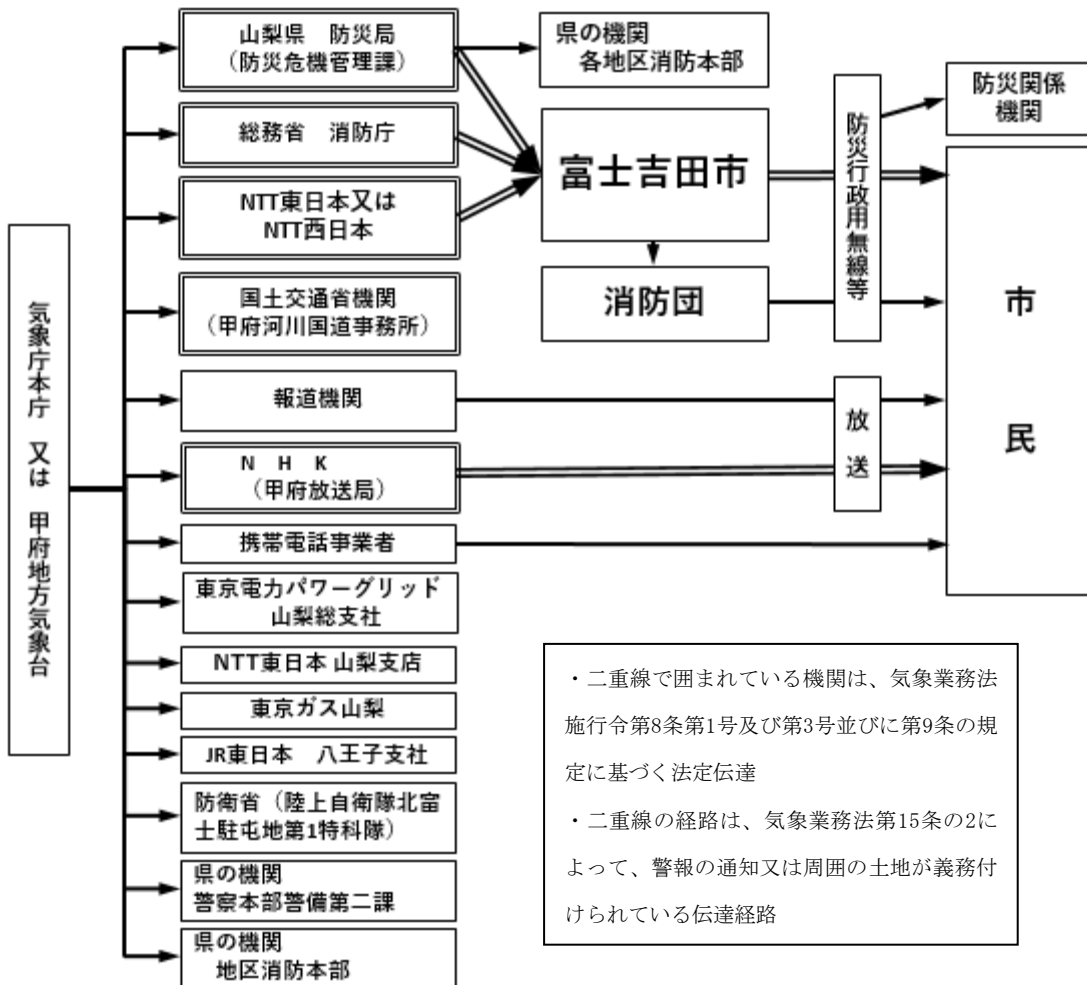 気象庁本庁 又は 甲府地方気象台
山梨県 防災局
（防災危機管理課）
総務省 消防庁
NTT東日本又は
NTT西日本
国土交通省機関
（甲府河川国道事務所）
報道機関
N H K
（甲府放送局）
携帯電話事業者
東京電力パワーグリッド
山梨総支社
NTT東日本 山梨支店
東京ガス山梨
JR東日本 八王子支社
防衛省（陸上自衛隊北富
士駐屯地第1特科隊）
県の機関
警察本部警備第二課
県の機関
地区消防本部
県の機関
各地区消防本部
富士吉田市
消防団
防災行政用無線等
放送
防災関係
機関
市民
・二重線で囲まれている機関は、気象業務法
施行令第8条第1号及び第3号並びに第9条の規
定に基づく法定伝達
・二重線の経路は、気象業務法第15条の2に
よって、警報の通知又は周囲の土地が義務付
けられている伝達経路